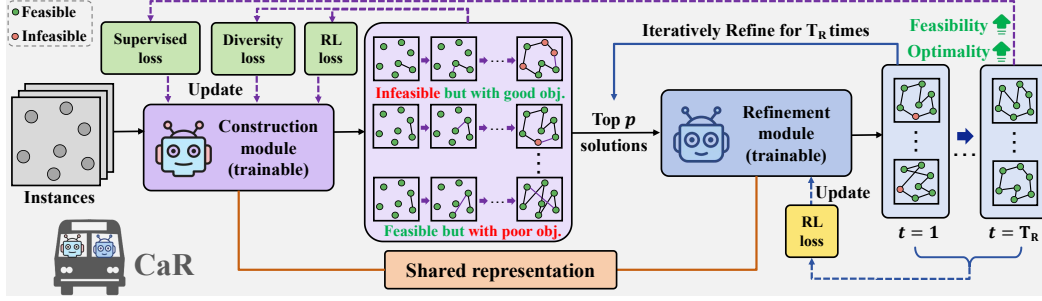 Feasible
Infeasible
Supervised
loss
Diversity
loss
RL
loss
Update
Instances
Construction
module
(trainable)
Infeasible but with good obj.
Feasible but with poor obj.
Top p
solutions
Iteratively Refine for T_R times
Refinement
module
(trainable)
Update
RL
loss
Feasibility
Optimality
t = 1
t = T_R
Shared representation
CaR